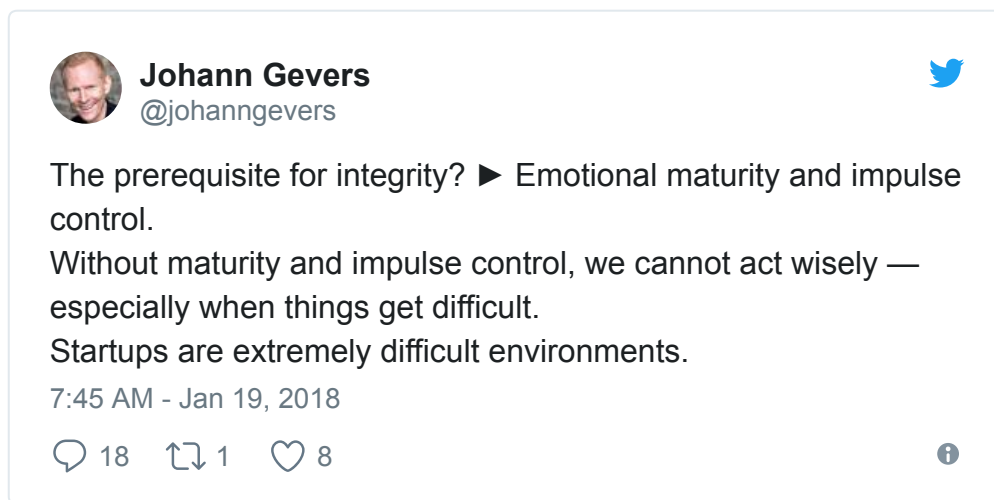 Johann Gevers
@johanngevers
The prerequisite for integrity? ► Emotional maturity and impulse
control.
Without maturity and impulse control, we cannot act wisely —
especially when things get difficult.
Startups are extremely difficult environments.
7:45 AM - Jan 19, 2018
18 1 8